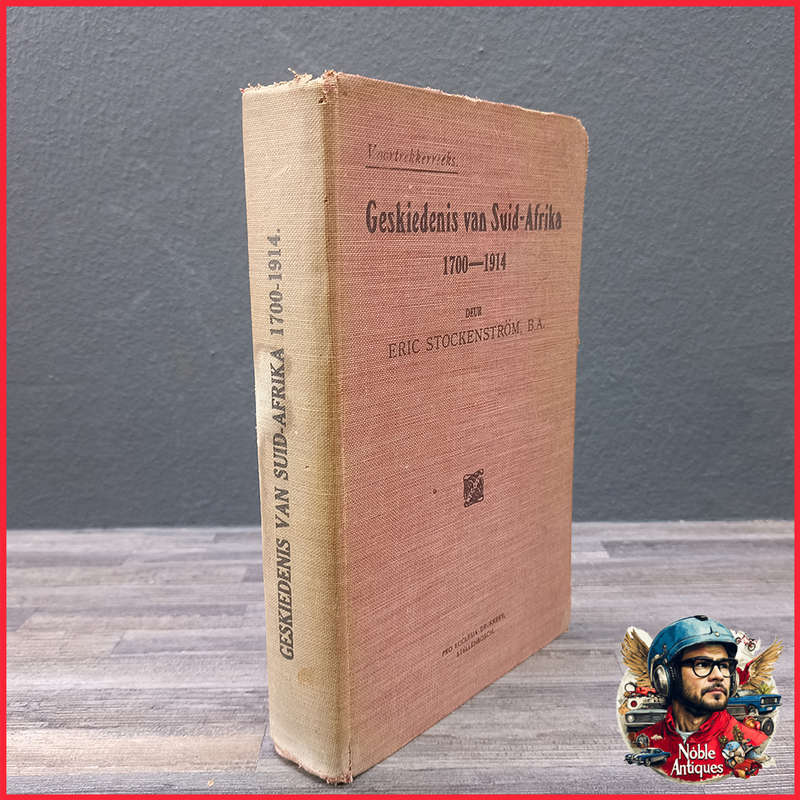 GESKIEDENIS VAN SUID-AFRIKA 1700-1914.
Voortrekkerreeks.
Geskiedenis van Suid-Afrika
1700—1914
DEUR
ERIC STOCKENSTRÖM, B.A.
PRO ECCLESIA-DRUKKERY,
STELLENBOSCH.
Nóble
Antiques